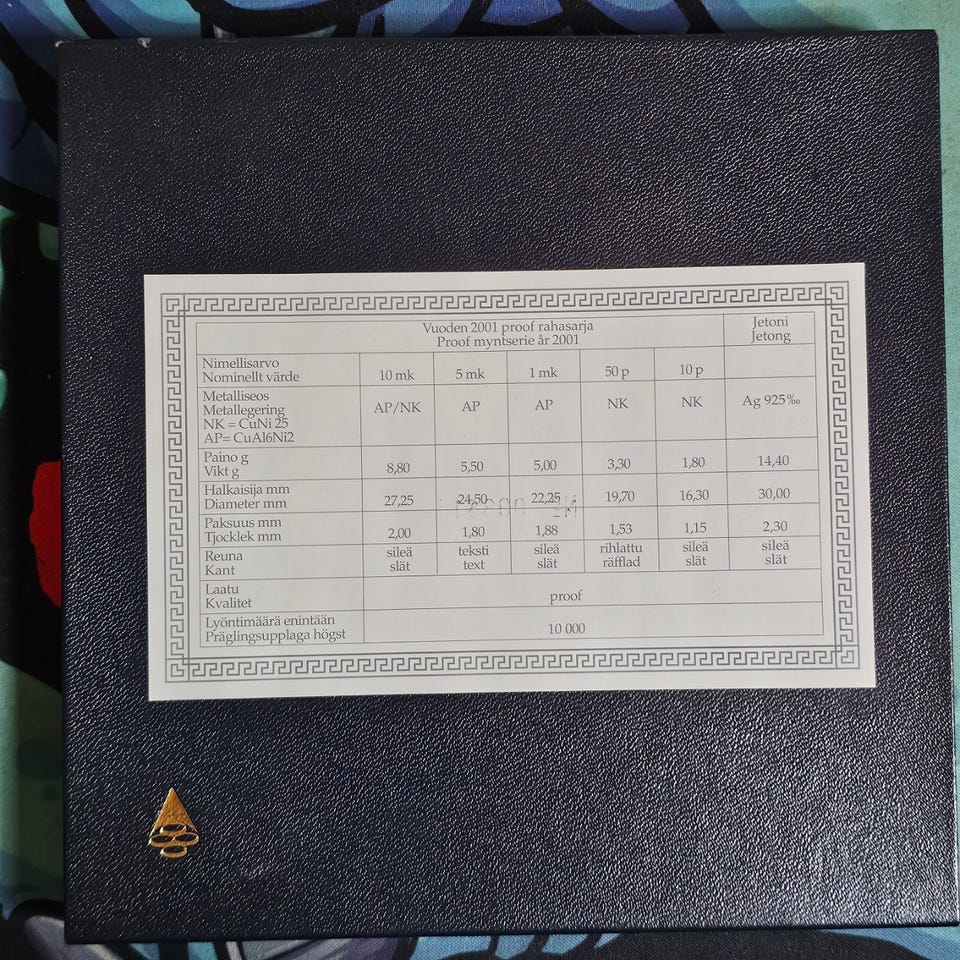 Vuoden 2001 proof rahasarja
Proof myntserie år 2001
Jetoni
Jetong
Nimellisarvo
Nominellt värde
10 mk 5 mk 1 mk 50 p 10 p
Metalliseos
Metallegering
NK = CuNi 25
AP= CuAl6Ni2
AP/NK AP AP NK NK Ag 925‰
Paino g
Vikt g
8,80 5,50 5,00 3,30 1,80 14,40
Halkaisija mm
Diameter mm
27,25 24,50 22,25 19,70 16,30 30,00
Paksuus mm
Tjocklek mm
2,00 1,80 1,88 1,53 1,15 2,30
Reuna
Kant
sileä teksti sileä rihlattu sileä sileä
slät text slät räfflad slät slät
Laatu
Kvalitet
proof
Lyöntimäärä enintään
Präglingsupplaga högst
10 000